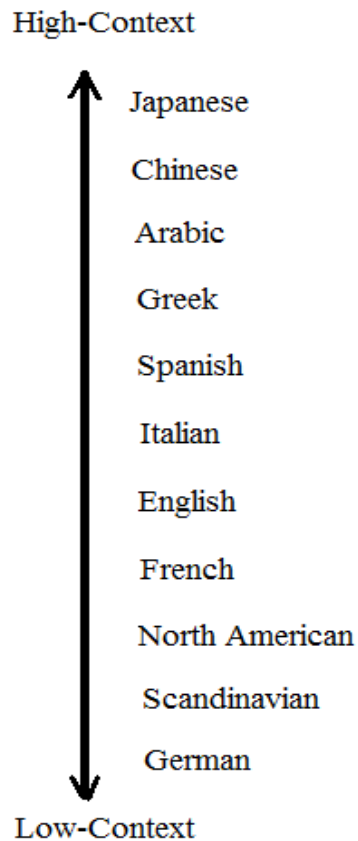 High-Context
Japanese
Chinese
Arabic
Greek
Spanish
Italian
English
French
North American
Scandinavian
German
Low-Context